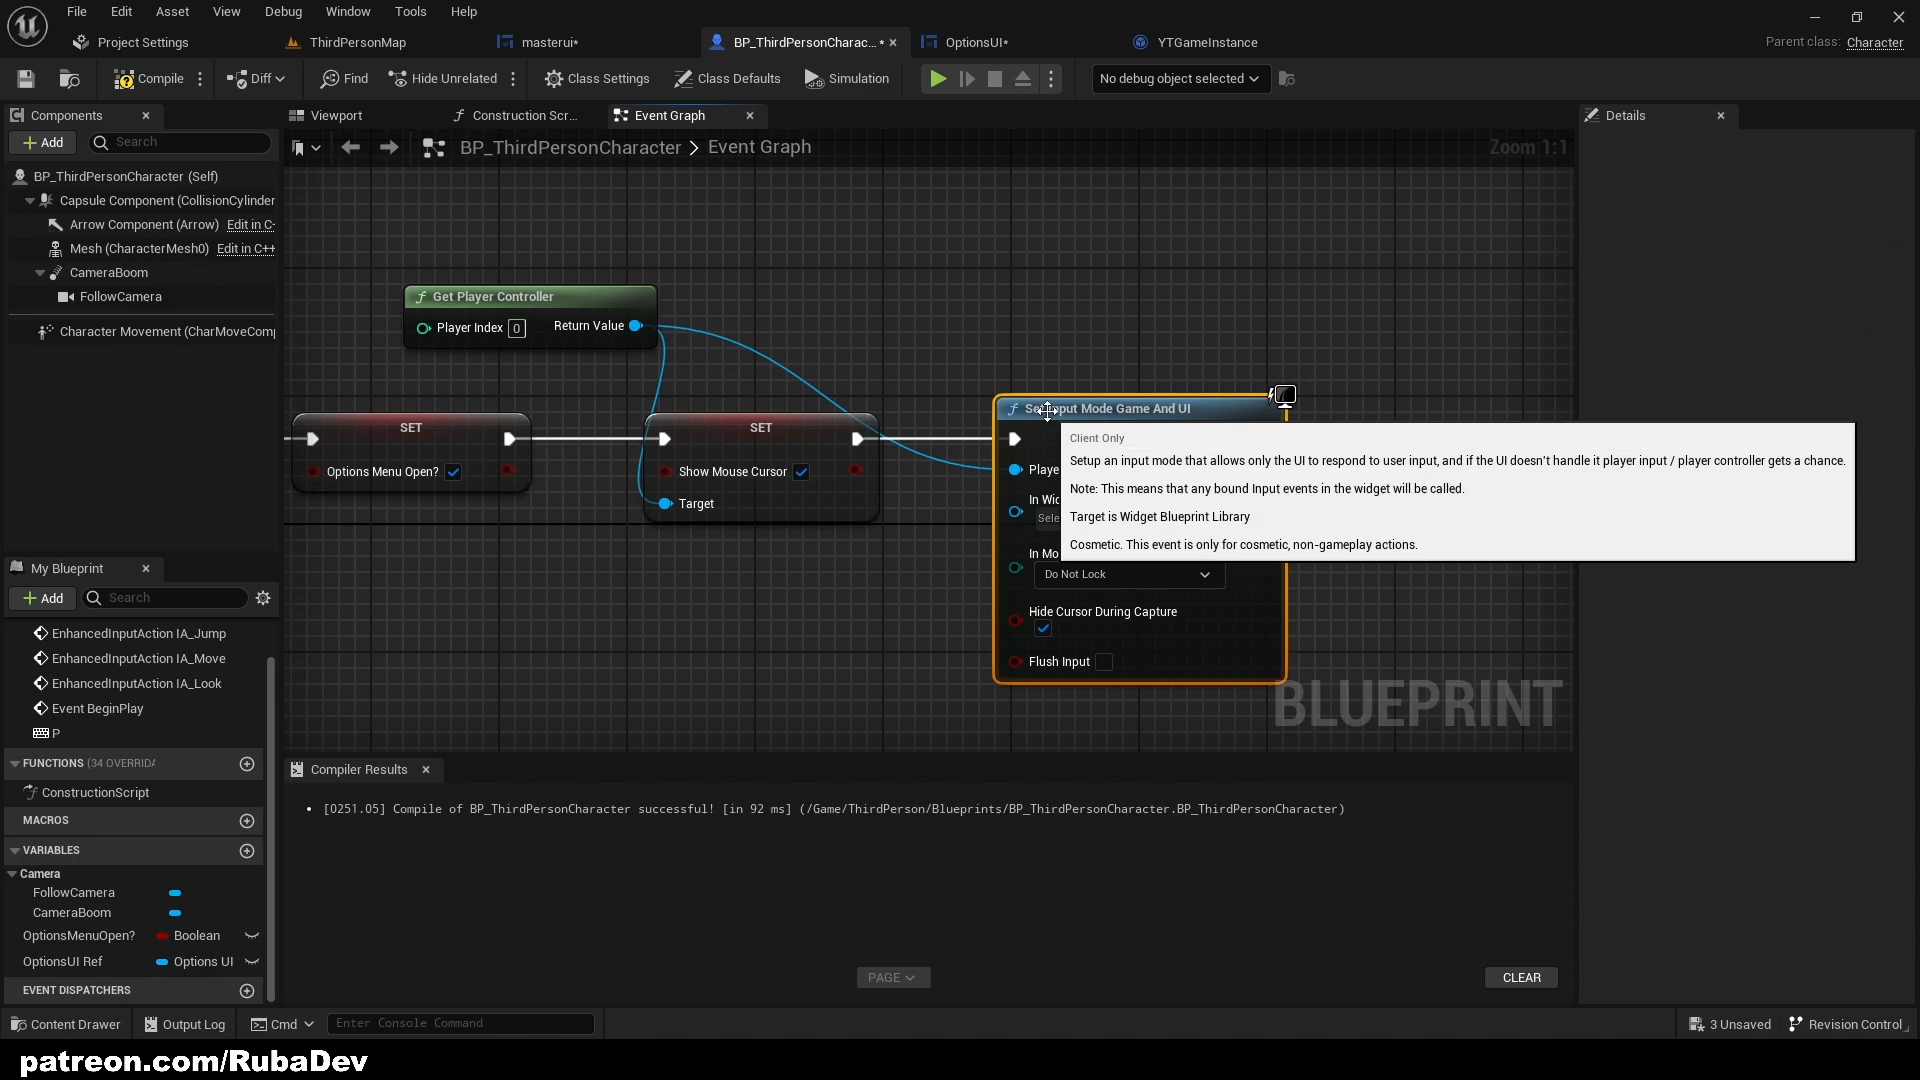 File Edit Asset View Debug Window Tools Help
Project Settings ThirdPersonMap masterui* BP_ThirdPersonCharac...* OptionsUI* YTGameInstance Parent class: Character
Compile Diff Find Hide Unrelated Class Settings Class Defaults Simulation No debug object selected
Components Viewport Construction Scr... Event Graph Details
Add Search BP_ThirdPersonCharacter > Event Graph Zoom 1:1
BP_ThirdPersonCharacter (Self)
Capsule Component (CollisionCylinder
Arrow Component (Arrow) Edit in C-
Mesh (CharacterMesh0) Edit in C++
CameraBoom
FollowCamera
Character Movement (CharMoveComp
Get Player Controller
Player Index 0 Return Value
SET
Options Menu Open?
SET
Show Mouse Cursor
Target
Input Mode Game And UI
Playe
In Wid
Sele
In Mo
Do Not Lock
Hide Cursor During Capture
Flush Input
Client Only
Setup an input mode that allows only the UI to respond to user input, and if the UI doesn't handle it player input / player controller gets a chance.
Note: This means that any bound Input events in the widget will be called.
Target is Widget Blueprint Library
Cosmetic. This event is only for cosmetic, non-gameplay actions.
BLUEPRINT
My Blueprint
Add Search
EnhancedInputAction IA_Jump
EnhancedInputAction IA_Move
EnhancedInputAction IA_Look
Event BeginPlay
P
FUNCTIONS (34 OVERRIDA
ConstructionScript
MACROS
VARIABLES
Camera
FollowCamera
CameraBoom
OptionsMenuOpen? Boolean
OptionsUI Ref Options UI
EVENT DISPATCHERS
Compiler Results
[0251.05] Compile of BP_ThirdPersonCharacter successful! [in 92 ms] (/Game/ThirdPerson/Blueprints/BP_ThirdPersonCharacter.BP_ThirdPersonCharacter)
PAGE CLEAR
Content Drawer Output Log Cmd Enter Console Command 3 Unsaved Revision Control
patreon.com/RubaDev